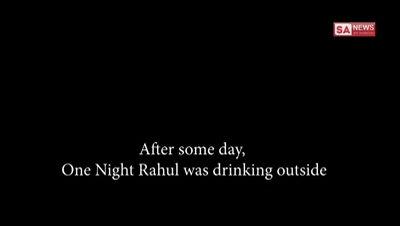 SA NEWS
After some day,
One Night Rahul was drinking outside